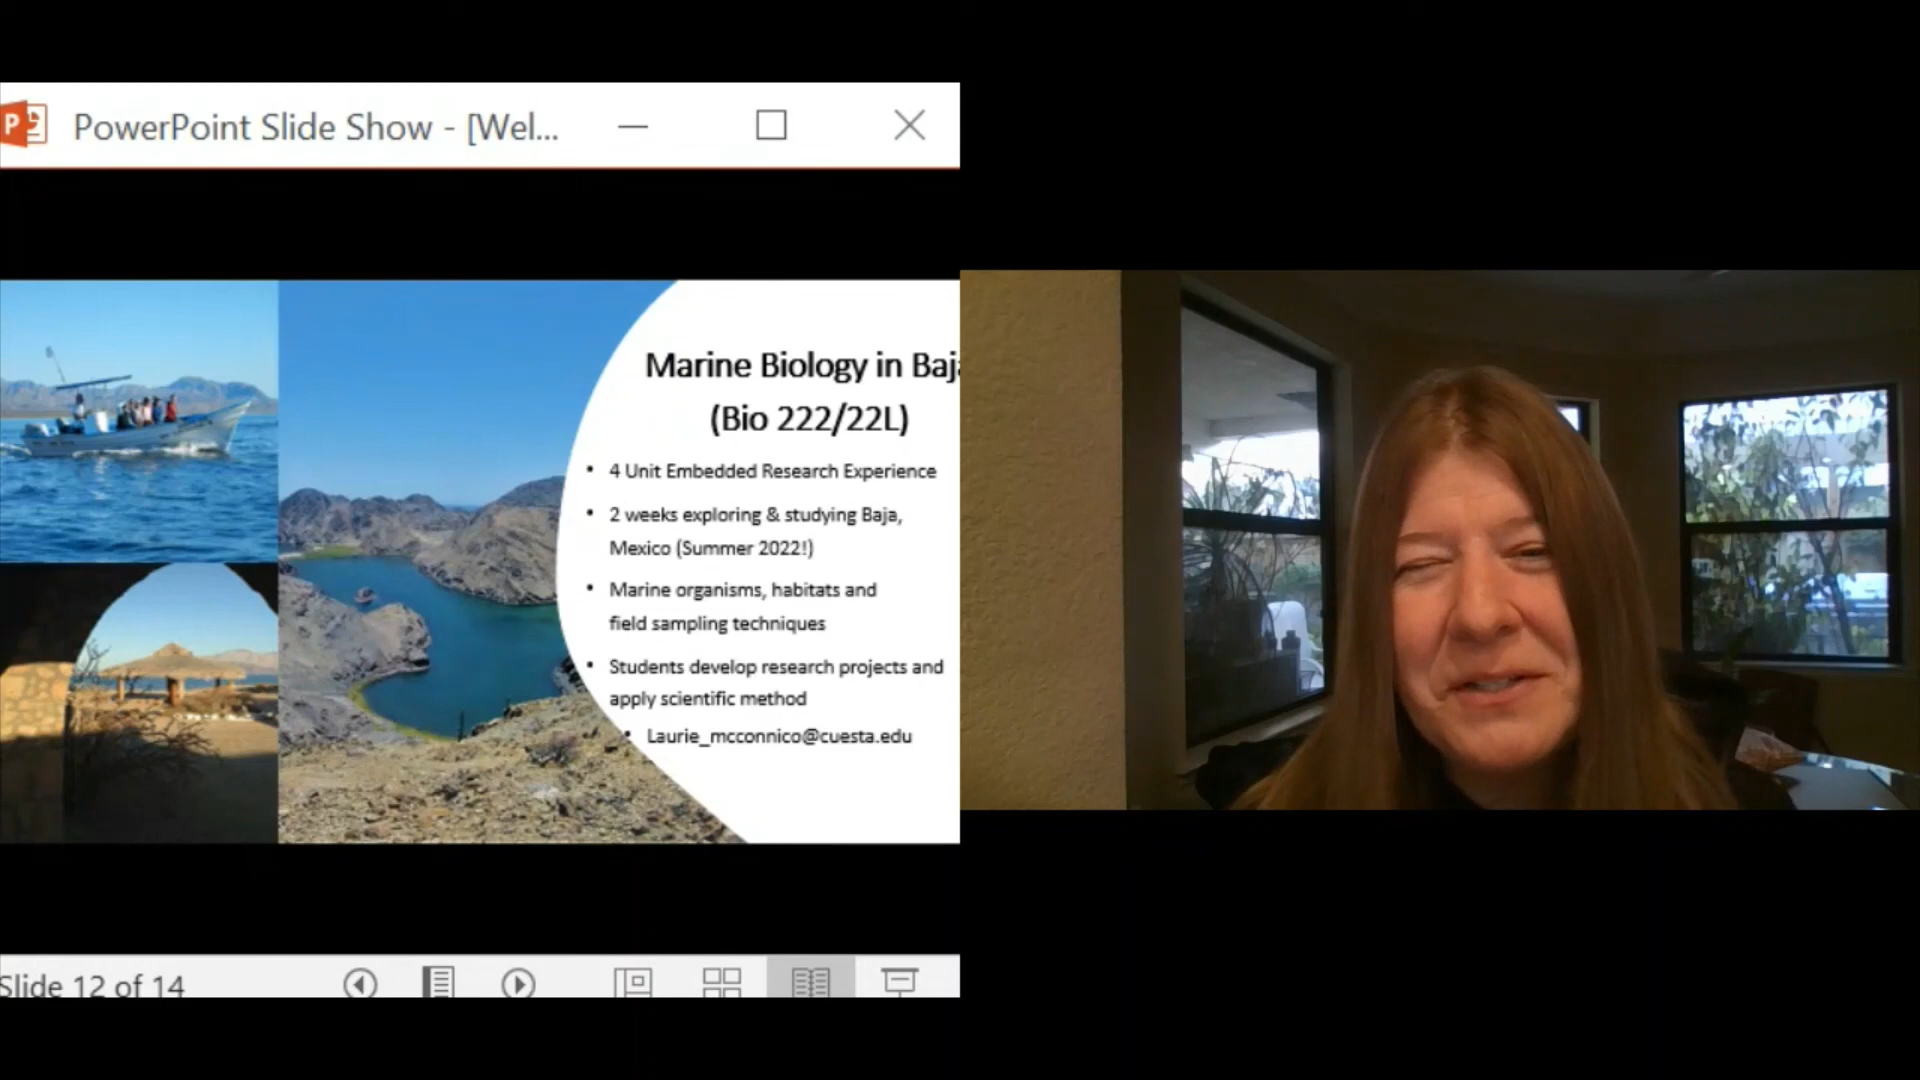 PowerPoint Slide Show - [Wel...
Marine Biology in Baja
(Bio 222/22L)
• 4 Unit Embedded Research Experience
• 2 weeks exploring & studying Baja,
Mexico (Summer 2022!)
• Marine organisms, habitats and
field sampling techniques
• Students develop research projects and
apply scientific method
• Laurie_mcconnico@cuesta.edu
Slide 12 of 14